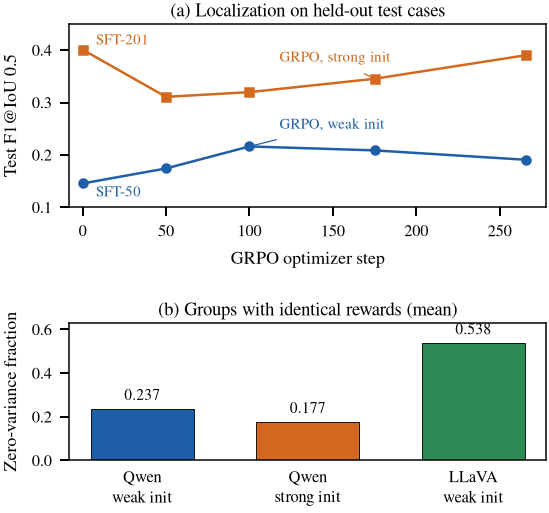 (a) Localization on held-out test cases
Test F1@IoU 0.5
0.4
0.3
0.2
0.1
SFT-201
GRPO, strong init
GRPO, weak init
SFT-50
0
50
100
150
200
250
GRPO optimizer step
(b) Groups with identical rewards (mean)
Zero-variance fraction
0.6
0.4
0.2
0.0
0.237
0.177
0.538
Qwen
weak init
Qwen
strong init
LLaVA
weak init